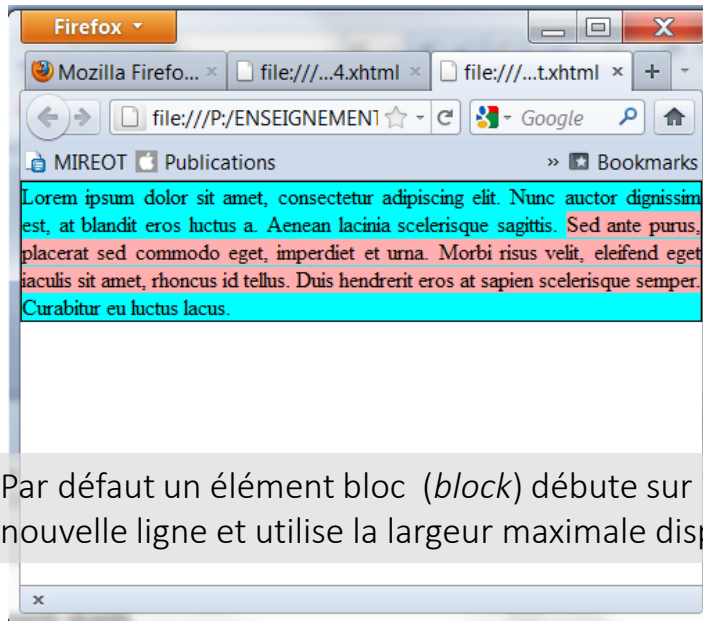 Firefox
Mozilla Firefo... file:///...4.xhtml file:///...t.xhtml
file:///P:/ENSEIGNEMENT Google
MIREOT Publications » Bookmarks
Lorem ipsum dolor sit amet, consectetur adipiscing elit. Nunc auctor dignissim
est, at blandit eros luctus a. Aenean lacinia scelerisque sagittis. Sed ante purus,
placerat sed commodo eget, imperdiet et urna. Morbi risus velit, eleifend eget
iaculis sit amet, rhoncus id tellus. Duis hendrerit eros at sapien scelerisque semper.
Curabitur eu luctus lacus.
Par défaut un élément bloc (block) débute sur
nouvelle ligne et utilise la largeur maximale disp